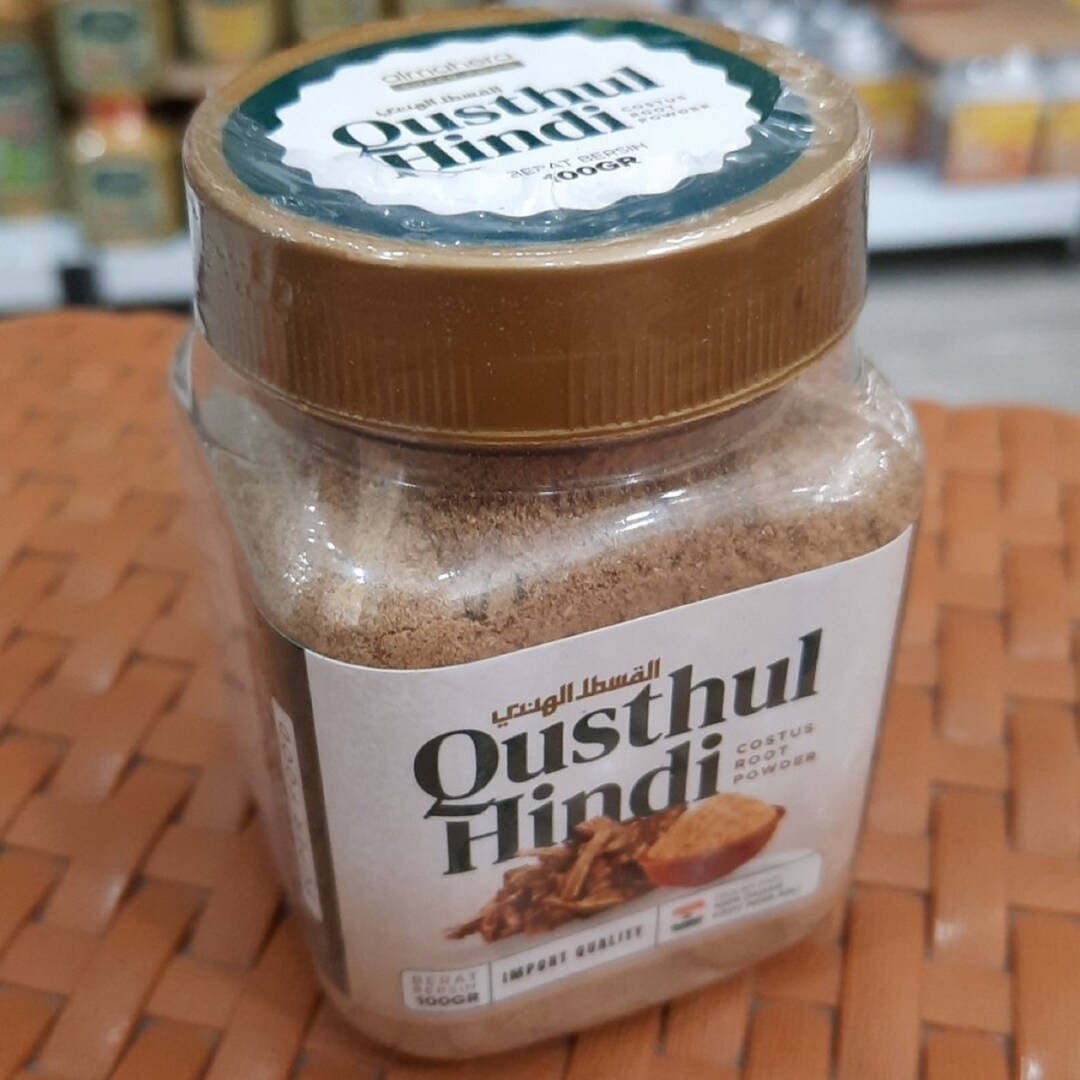 almahera
القسط الهندي
Qusthul
Hindi
COSTUS
ROOT
POWDER
BERAT BERSIH
100GR
القسط الهندي
Qusthul
Hindi
COSTUS
ROOT
POWDER
BERAT
BERSIH
100GR
IMPORT QUALITY